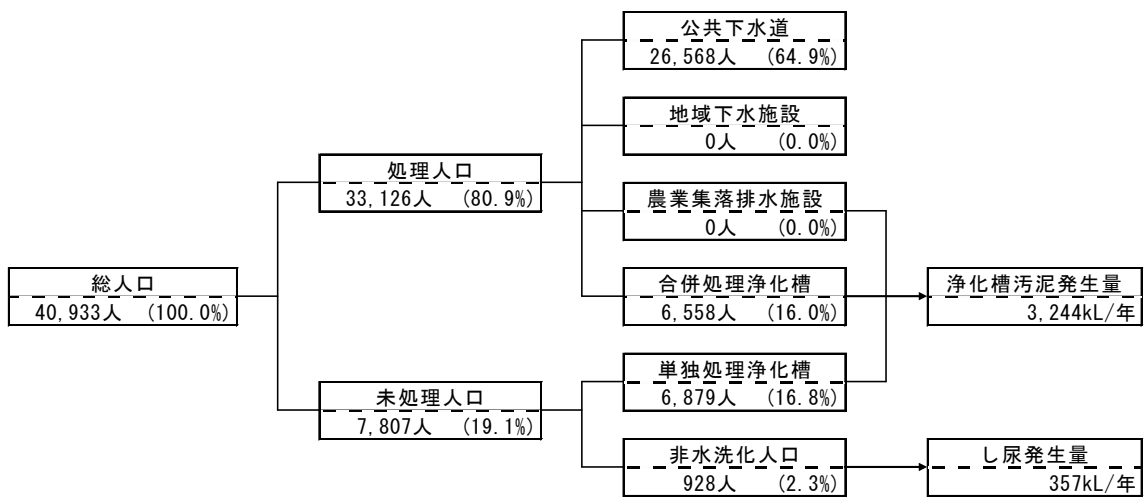 公共下水道
26,568人 (64.9%)
地域下水施設
0人 (0.0%)
処理人口
33,126人 (80.9%)
農業集落排水施設
0人 (0.0%)
総人口
40,933人 (100.0%)
合併処理浄化槽
6,558人 (16.0%)
浄化槽汚泥発生量
3,244kL/年
単独処理浄化槽
6,879人 (16.8%)
未処理人口
7,807人 (19.1%)
非水洗化人口
928人 (2.3%)
し尿発生量
357kL/年